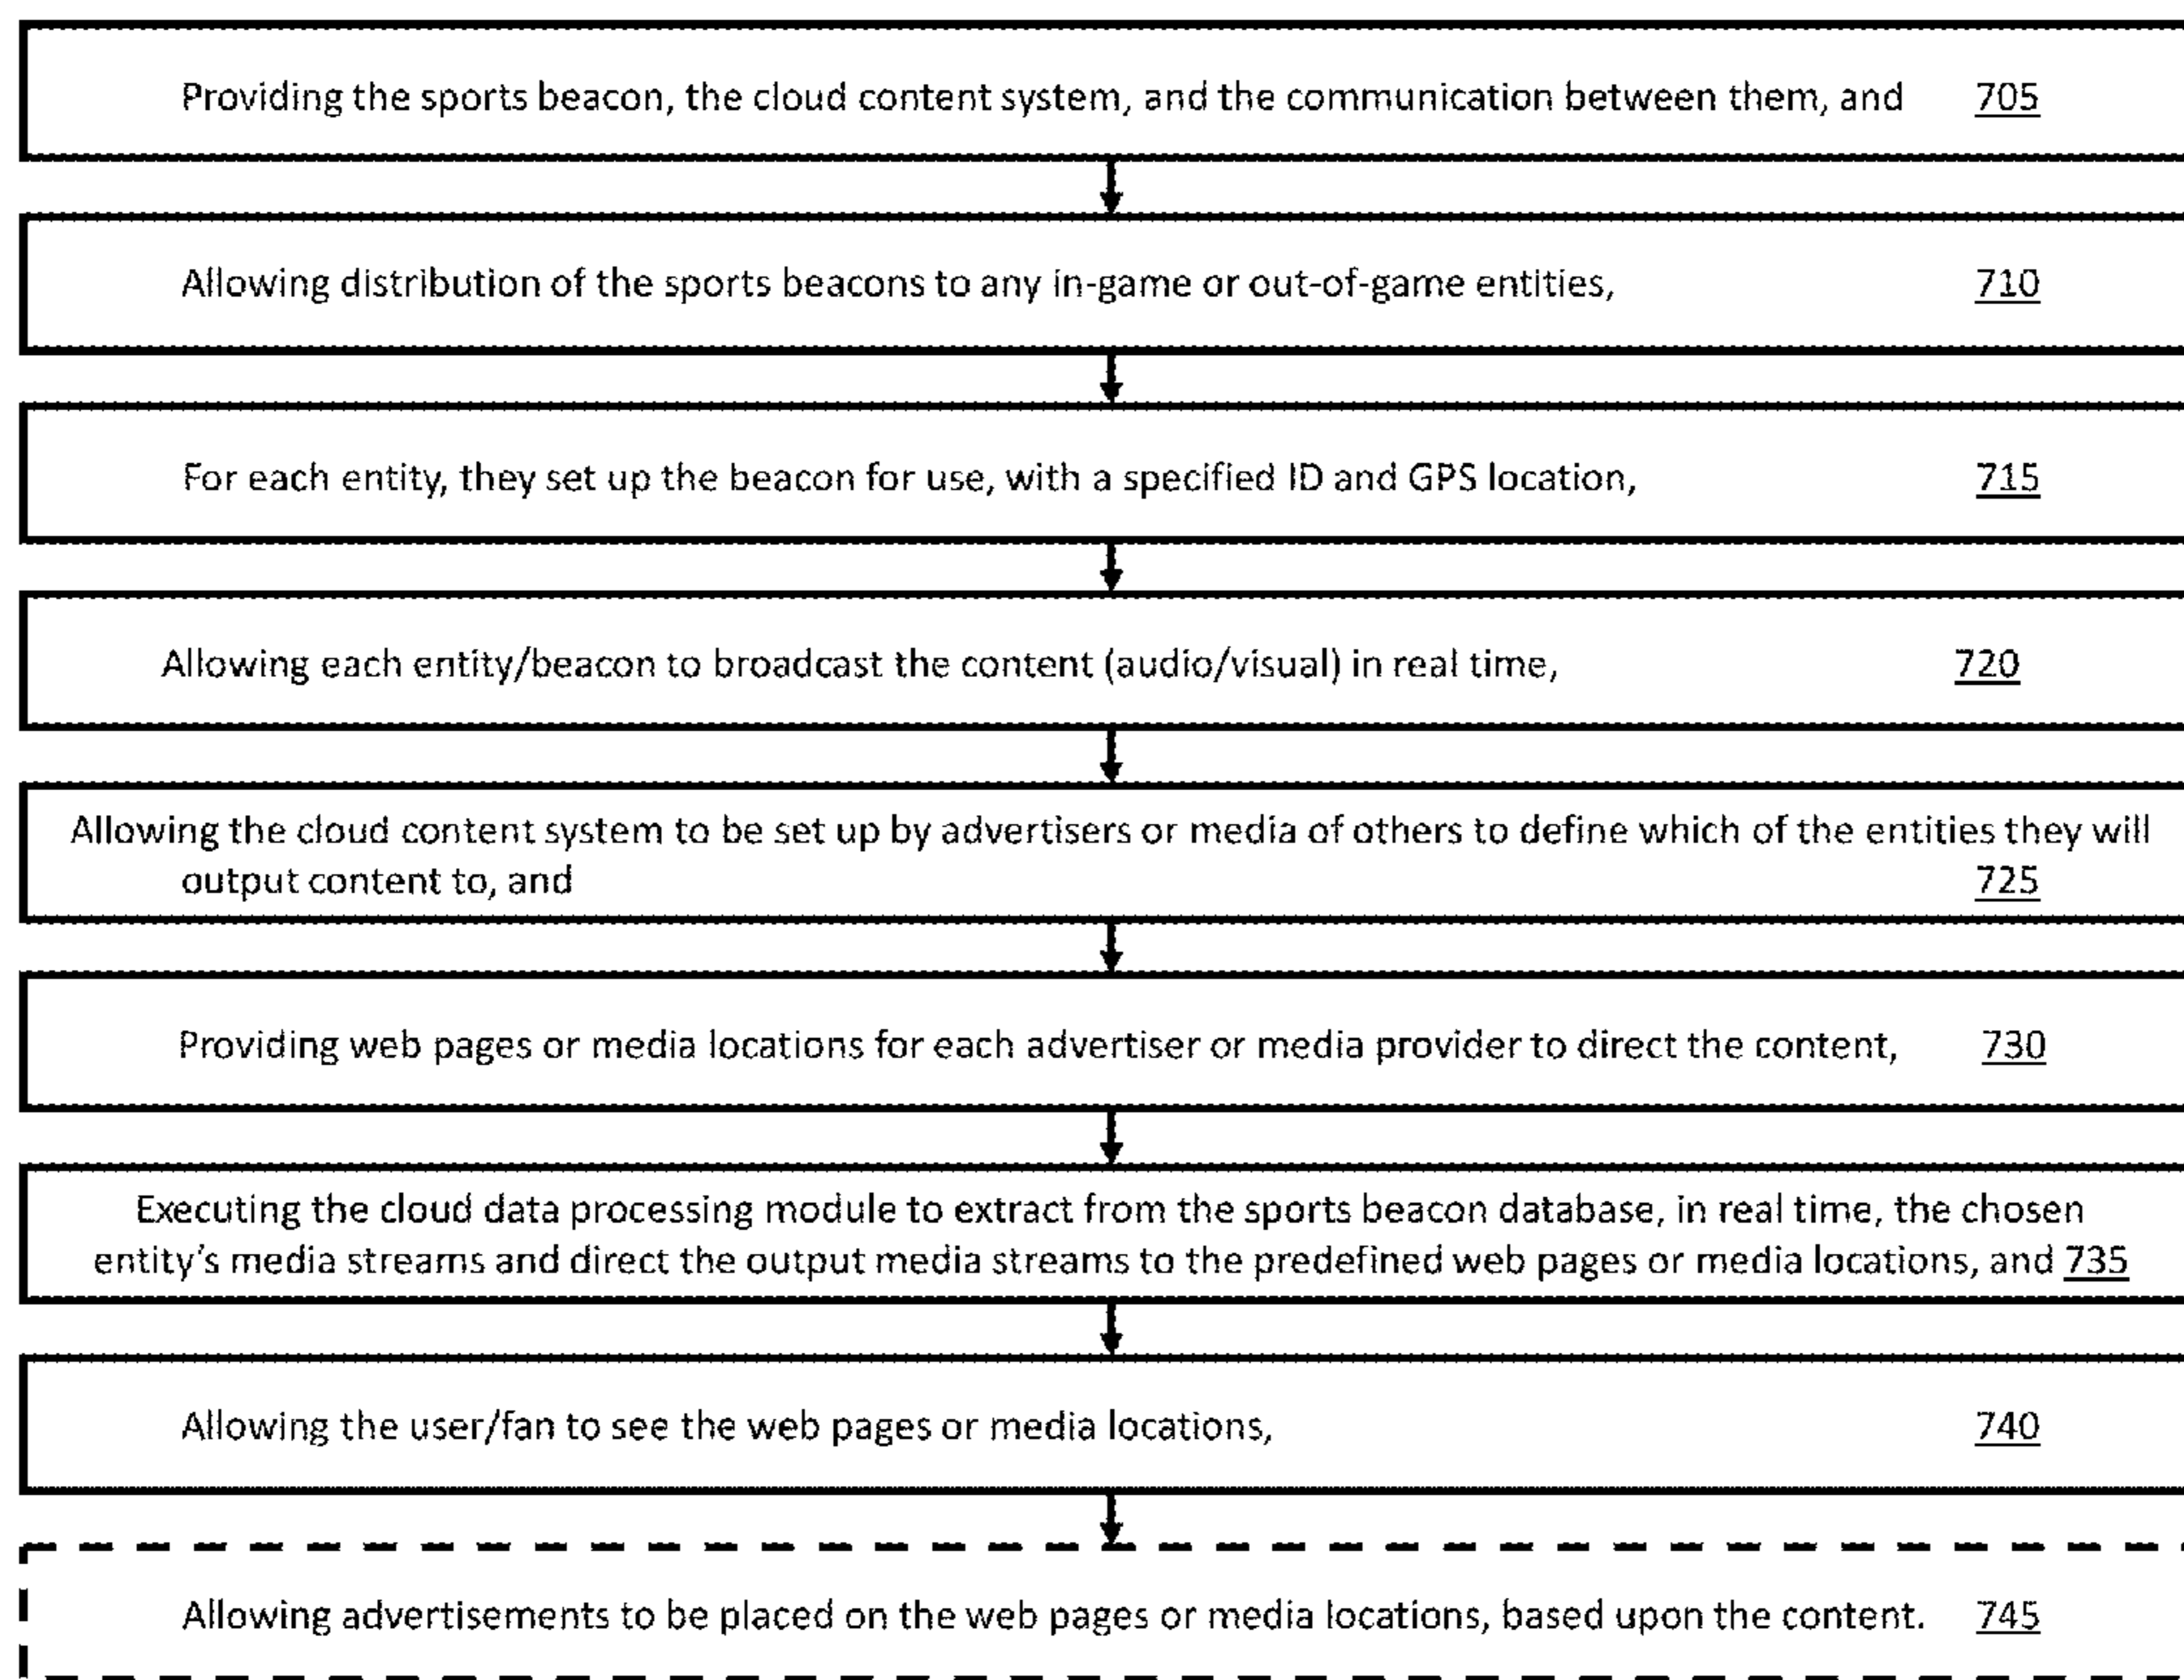 Providing the sports beacon, the cloud content system, and the communication between them, and 705
Allowing distribution of the sports beacons to any in-game or out-of-game entities, 710
For each entity, they set up the beacon for use, with a specified ID and GPS location, 715
Allowing each entity/beacon to broadcast the content (audio/visual) in real time, 720
Allowing the cloud content system to be set up by advertisers or media of others to define which of the entities they will
output content to, and 725
Providing web pages or media locations for each advertiser or media provider to direct the content, 730
Executing the cloud data processing module to extract from the sports beacon database, in real time, the chosen
entity's media streams and direct the output media streams to the predefined web pages or media locations, and 735
Allowing the user/fan to see the web pages or media locations, 740
Allowing advertisements to be placed on the web pages or media locations, based upon the content. 745